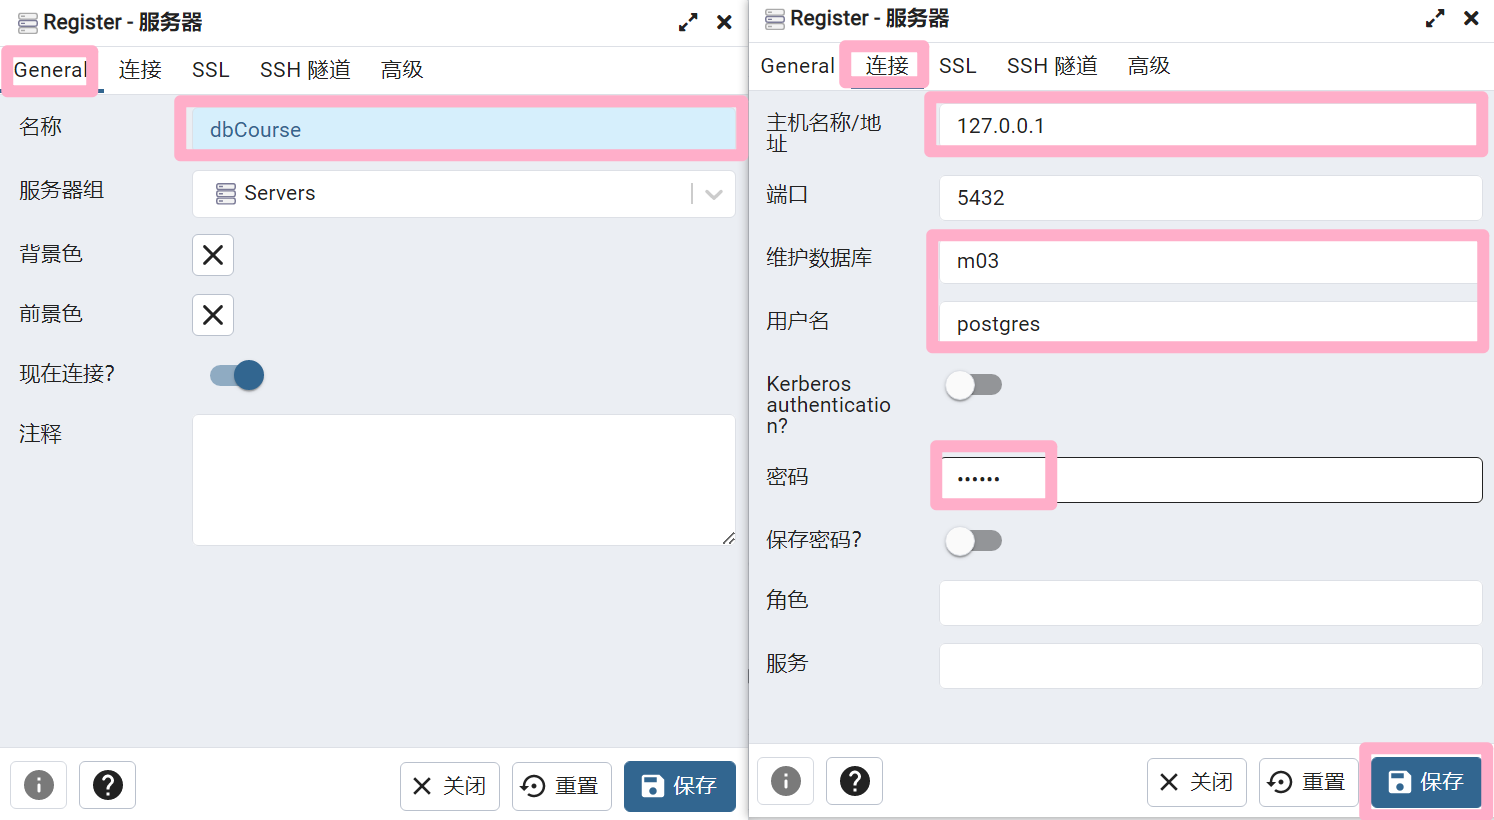 Register - 服务器
General 连接 SSL SSH 隧道 高级
名称 dbCourse
服务器组 Servers
背景色
前景色
现在连接?
注释
关闭 重置 保存
Register - 服务器
General 连接 SSL SSH 隧道 高级
主机名称/地
址
127.0.0.1
端口 5432
维护数据库 m03
用户名 postgres
Kerberos
authenticatio
n?
密码 ••••••
保存密码?
角色
服务
关闭 重置 保存